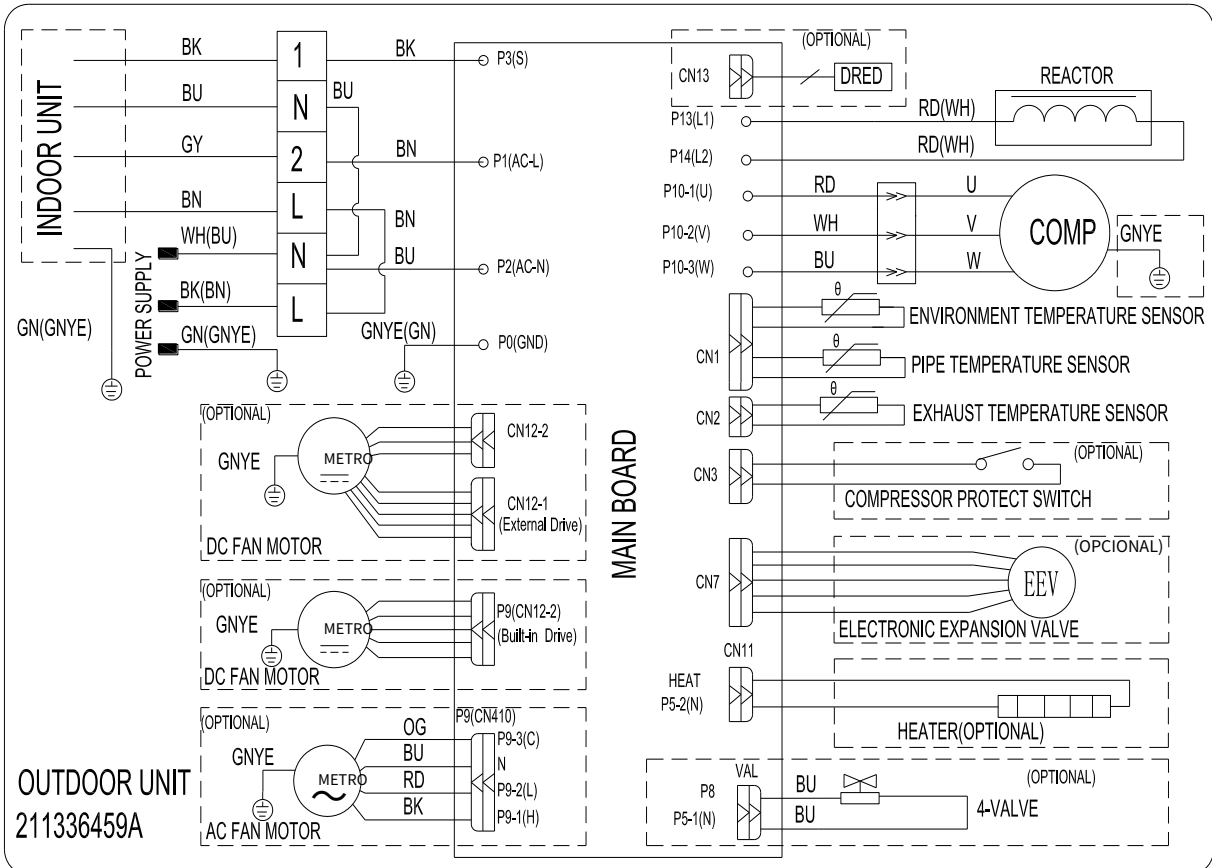 INDOOR UNIT
BK
BU
GY
BN
GN(GNYE)
POWER SUPPLY
WH(BU)
BK(BN)
GN(GNYE)
1
N
2
L
N
L
BK
BU
BN
BN
BU
GNYE(GN)
P3(S)
P1(AC-L)
P2(AC-N)
P0(GND)
(OPTIONAL)
GNYE
METRO
DC FAN MOTOR
CN12-2
CN12-1
(External Drive)
(OPTIONAL)
GNYE
METRO
DC FAN MOTOR
P9(CN12-2)
(Built-in Drive)
(OPTIONAL)
GNYE
METRO
AC FAN MOTOR
OG
BU
RD
BK
P9(CN410)
P9-3(C)
N
P9-2(L)
P9-1(H)
OUTDOOR UNIT
211336459A
MAIN BOARD
(OPTIONAL)
CN13
DRED
P13(L1)
RD(WH)
REACTOR
P14(L2)
RD(WH)
P10-1(U)
RD
U
P10-2(V)
WH
V
P10-3(W)
BU
W
COMP
GNYE
CN1
θ
ENVIRONMENT TEMPERATURE SENSOR
θ
PIPE TEMPERATURE SENSOR
CN2
θ
EXHAUST TEMPERATURE SENSOR
CN3
(OPTIONAL)
COMPRESSOR PROTECT SWITCH
CN7
(OPCIONAL)
EEV
ELECTRONIC EXPANSION VALVE
CN11
HEAT
P5-2(N)
HEATER(OPTIONAL)
VAL
P8
P5-1(N)
BU
BU
(OPTIONAL)
4-VALVE